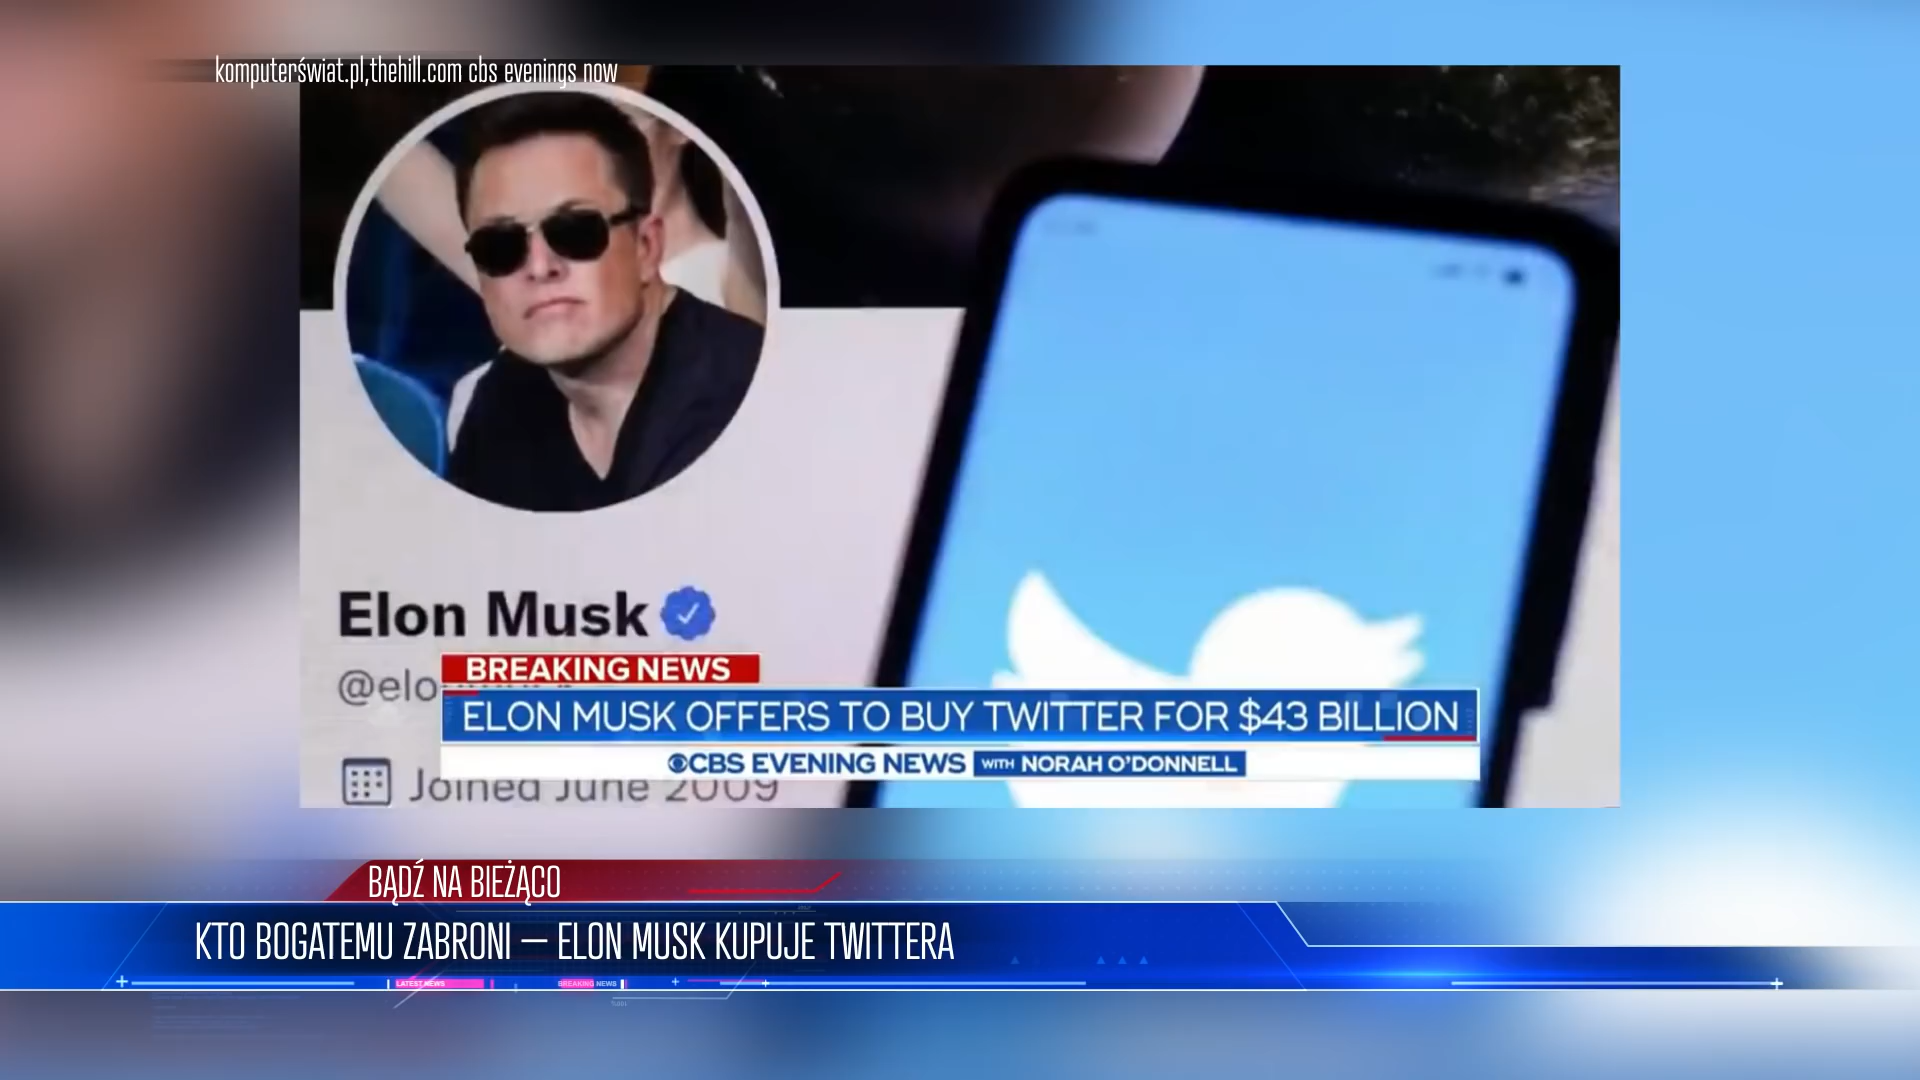 komputerświat.pl,thehill.com cbs evenings now
Elon Musk
@elo
BREAKING NEWS
ELON MUSK OFFERS TO BUY TWITTER FOR $43 BILLION
CBS EVENING NEWS WITH NORAH O'DONNELL
Joined June 2009
BĄDŹ NA BIEŻĄCO
KTO BOGATEMU ZABRONI – ELON MUSK KUPUJE TWITTERA
LATEST NEWS
BREAKING NEWS